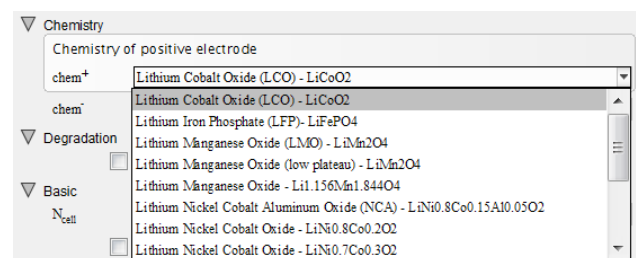 Chemistry
Chemistry of positive electrode
chem+ Lithium Cobalt Oxide (LCO) - LiCoO2
chem- Lithium Cobalt Oxide (LCO) - LiCoO2
Lithium Iron Phosphate (LFP)- LiFePO4
Degradation Lithium Manganese Oxide (LMO) - LiMn2O4
Lithium Manganese Oxide (low plateau) - LiMn2O4
Basic Lithium Manganese Oxide - Li1.156Mn1.844O4
Ncell Lithium Nickel Cobalt Aluminum Oxide (NCA) - LiNi0.8Co0.15Al0.05O2
Lithium Nickel Cobalt Oxide - LiNi0.8Co0.2O2
Lithium Nickel Cobalt Oxide - LiNi0.7Co0.3O2